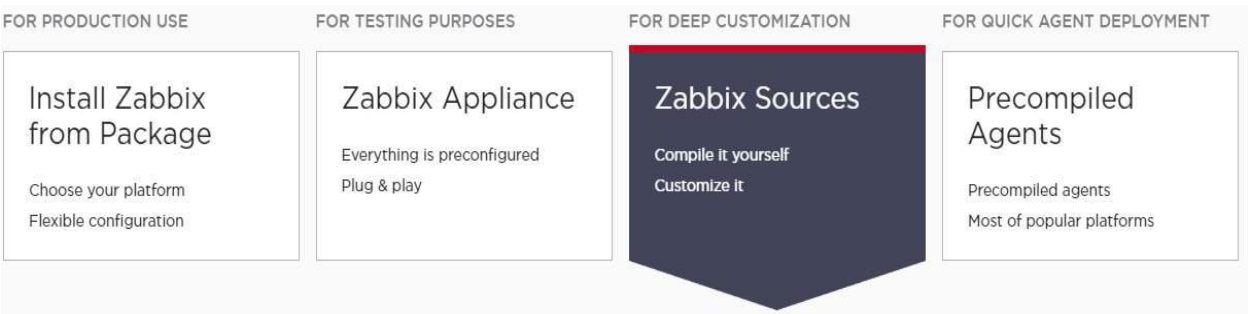 FOR PRODUCTION USE
Install Zabbix
from Package
Choose your platform
Flexible configuration
FOR TESTING PURPOSES
Zabbix Appliance
Everything is preconfigured
Plug & play
FOR DEEP CUSTOMIZATION
Zabbix Sources
Compile it yourself
Customize it
FOR QUICK AGENT DEPLOYMENT
Precompiled
Agents
Precompiled agents
Most of popular platforms